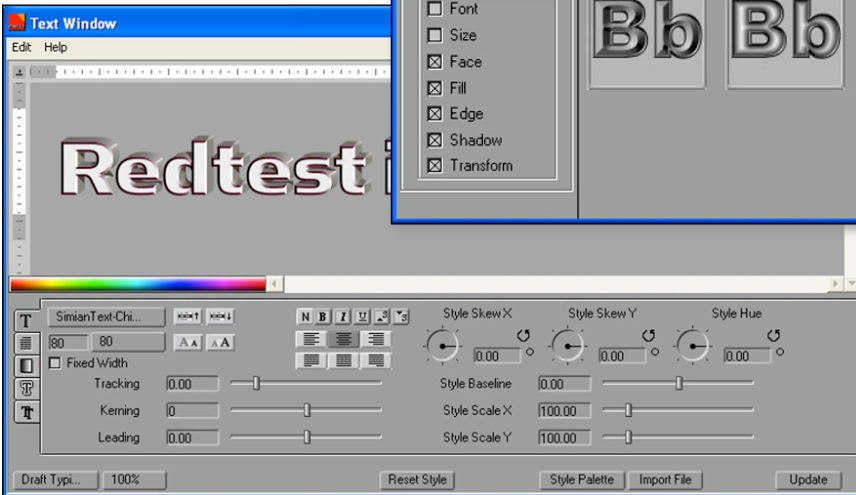 Text Window
Edit Help
Font
Size
Face
Fill
Edge
Shadow
Transform
Bb Bb
Redtest i
T SimianText-Chi... N B I U S S
80 80 A A A A
Fixed Width
Tracking 0.00
Kerning 0
Leading 0.00
Style Skew X Style Skew Y Style Hue
0.00 0.00 0.00
Style Baseline 0.00
Style Scale X 100.00
Style Scale Y 100.00
T
T
Draft Typi... 100% Reset Style Style Palette Import File Update